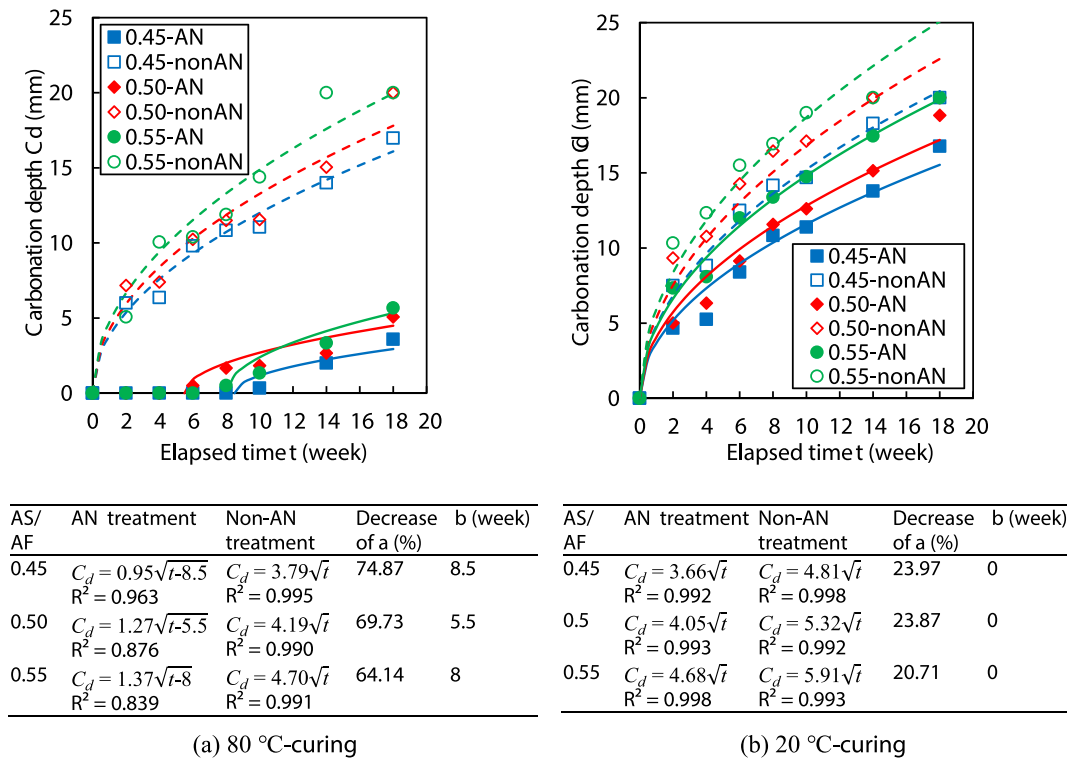 25
20
15
10
5
0
Carbonation depth Cd (mm)
0.45-AN
0.45-nonAN
0.50-AN
0.50-nonAN
0.55-AN
0.55-nonAN
0 2 4 6 8 10 12 14 16 18 20
Elapsed time t (week)
25
20
15
10
5
0
Carbonation depth Cd (mm)
0.45-AN
0.45-nonAN
0.50-AN
0.50-nonAN
0.55-AN
0.55-nonAN
0 2 4 6 8 10 12 14 16 18 20
Elapsed time t (week)
AS/ AN treatment Non-AN Decrease b (week)
AF treatment of a (%)
0.45 C_d = 0.95√t-8.5 C_d = 3.79√t 74.87 8.5
R² = 0.963 R² = 0.995
0.50 C_d = 1.27√t-5.5 C_d = 4.19√t 69.73 5.5
R² = 0.876 R² = 0.990
0.55 C_d = 1.37√t-8 C_d = 4.70√t 64.14 8
R² = 0.839 R² = 0.991
(a) 80 °C-curing
AS/ AN treatment Non-AN Decrease b (week)
AF treatment of a (%)
0.45 C_d = 3.66√t C_d = 4.81√t 23.97 0
R² = 0.992 R² = 0.998
0.5 C_d = 4.05√t C_d = 5.32√t 23.87 0
R² = 0.993 R² = 0.992
0.55 C_d = 4.68√t C_d = 5.91√t 20.71 0
R² = 0.998 R² = 0.993
(b) 20 °C-curing